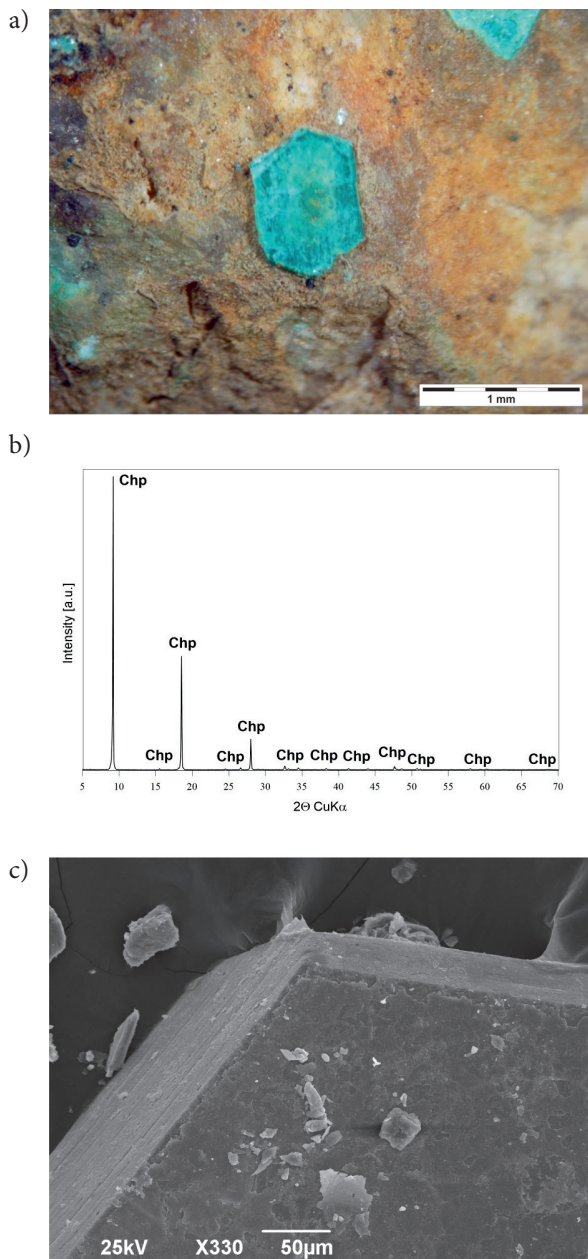 a)
1 mm
b)
Chp
Chp
Chp
Chp Chp Chp Chp Chp Chp Chp Chp Chp
Intensity [a.u.]
5 10 15 20 25 30 35 40 45 50 55 60 65 70
2Θ CuKα
c)
25kV X330 50µm